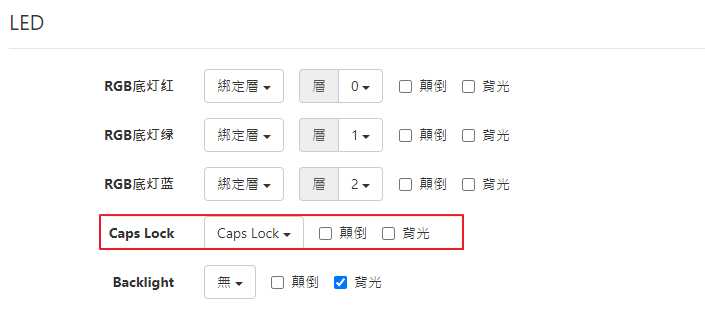 LED
RGB底灯红 綁定層 層 0 顛倒 背光
RGB底灯绿 綁定層 層 1 顛倒 背光
RGB底灯蓝 綁定層 層 2 顛倒 背光
Caps Lock Caps Lock 顛倒 背光
Backlight 無 顛倒 背光